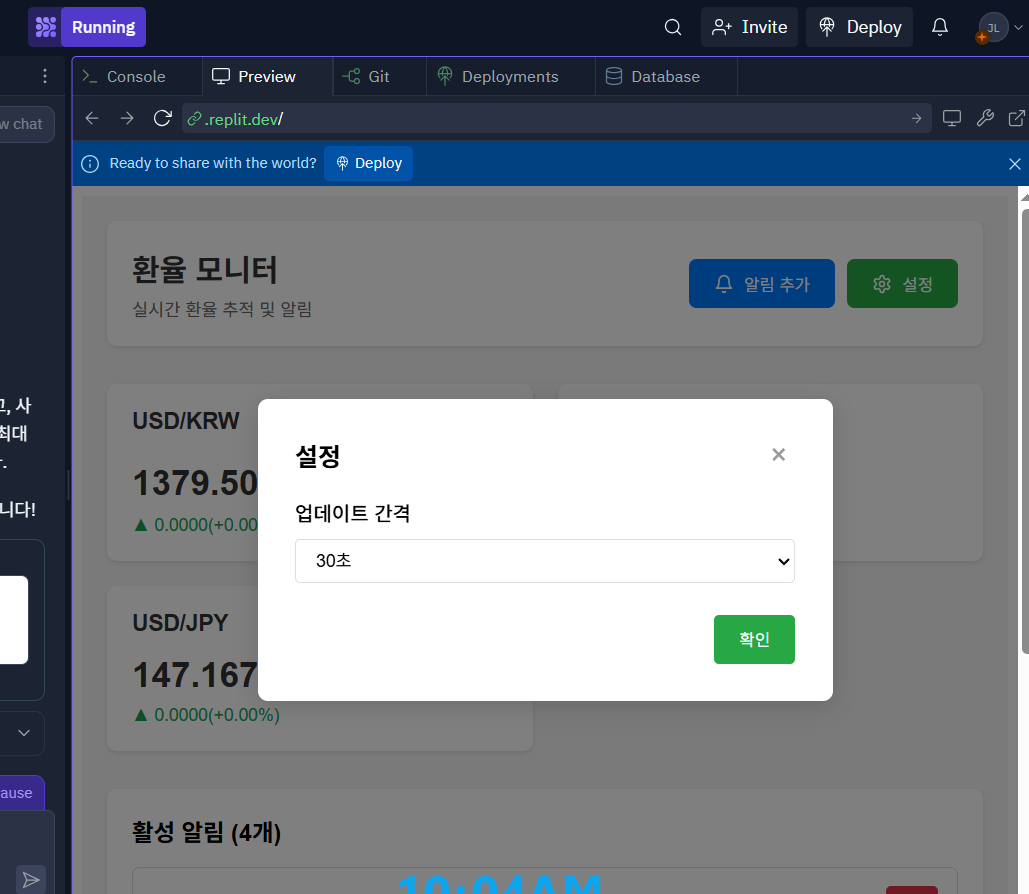 Running
Invite
Deploy
JL
Console
Preview
Git
Deployments
Database
w chat
.replit.dev/
Ready to share with the world?
Deploy
환율 모니터
실시간 환율 추적 및 알림
알림 추가
설정
고, 사
최대
니다!
USD/KRW
1379.50
▲ 0.0000(+0.00
설정
×
업데이트 간격
30초
확인
USD/JPY
147.167
▲ 0.0000(+0.00%)
ause
활성 알림 (4개)
10:04AM